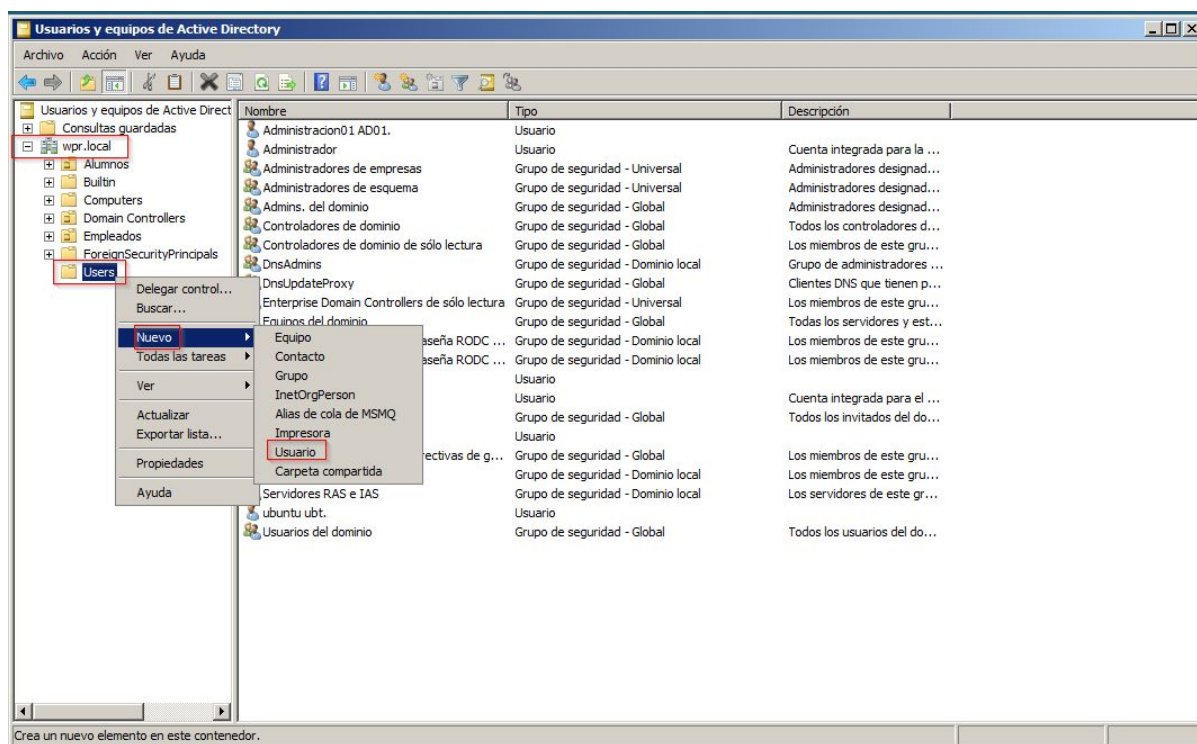 Usuarios y equipos de Active Directory
Archivo Acción Ver Ayuda
Usuarios y equipos de Active Direct
Consultas guardadas
wpr.local
Alumnos
Builtin
Computers
Domain Controllers
Empleados
ForeignSecurityPrincipals
Users
Delegar control...
Buscar...
Nuevo
Todas las tareas
Ver
Actualizar
Exportar lista...
Propiedades
Ayuda
Equipo
Contacto
Grupo
InetOrgPerson
Alias de cola de MSMQ
Impresora
Usuario
Carpeta compartida
Nombre Tipo Descripción
Administracion01 AD01. Usuario
Administrador Usuario Cuenta integrada para la ...
Administradores de empresas Grupo de seguridad - Universal Administradores designad...
Administradores de esquema Grupo de seguridad - Universal Administradores designad...
Admins. del dominio Grupo de seguridad - Global Administradores designad...
Controladores de dominio Grupo de seguridad - Global Todos los controladores d...
Controladores de dominio de sólo lectura Grupo de seguridad - Global Los miembros de este gru...
DnsAdmins Grupo de seguridad - Dominio local Grupo de administradores ...
DnsUpdateProxy Grupo de seguridad - Global Clientes DNS que tienen p...
Enterprise Domain Controllers de sólo lectura Grupo de seguridad - Universal Los miembros de este gru...
Equipos del dominio Grupo de seguridad - Global Todas los servidores y est...
aseña RODC ... Grupo de seguridad - Dominio local Los miembros de este gru...
aseña RODC ... Grupo de seguridad - Dominio local Los miembros de este gru...
Usuario
Usuario Cuenta integrada para el ...
Grupo de seguridad - Global Todos los invitados del do...
Usuario
rectivas de g... Grupo de seguridad - Global Los miembros de este gru...
Grupo de seguridad - Dominio local Los miembros de este gru...
Servidores RAS e IAS Grupo de seguridad - Dominio local Los servidores de este gr...
ubuntu ubt. Usuario
Usuarios del dominio Grupo de seguridad - Global Todos los usuarios del do...
Crea un nuevo elemento en este contenedor.